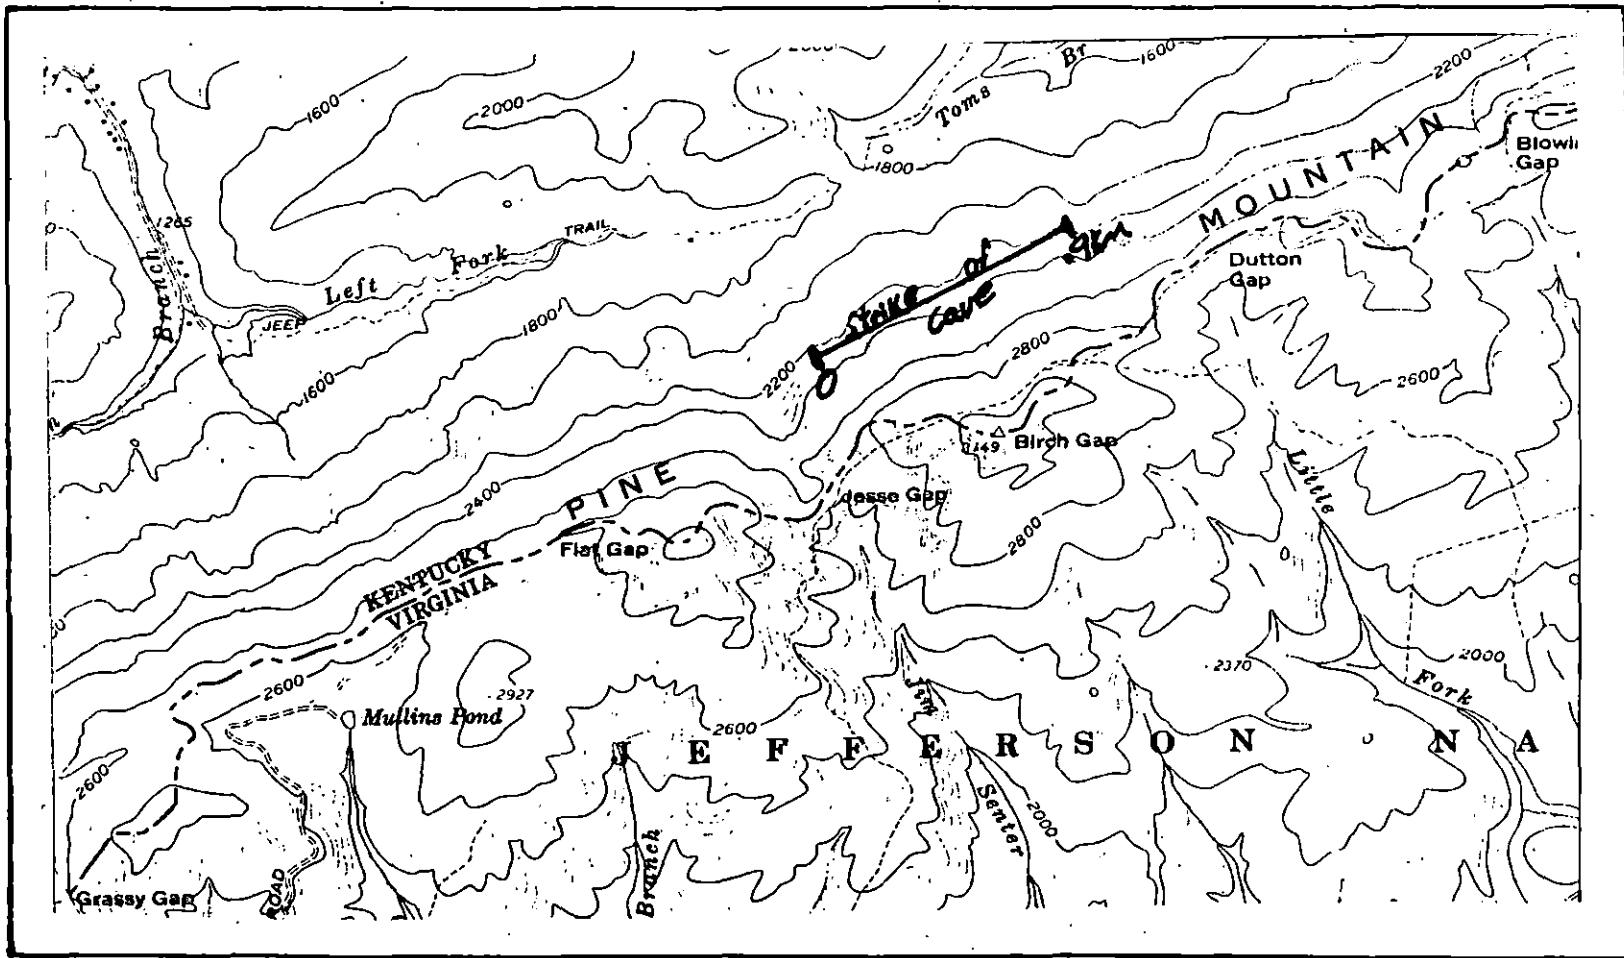 Br
1600
2200
Toms
1600
2000
1800
MOUNTAIN
Gap
1265
TRAIL
Fork
Left
Branch
JEEP
Strike of
.9km
Cave
0
Dutton
Gap
1800
2200
1600
2800
2600
Birch Gap
PINE
2400
Jesse Gap
Little
2800
Flat Gap
KENTUCKY
VIRGINIA
2600
2927
Mullins Pond
2600
2370
2000
Fork
JEFFERSON NA
2600
Senter
2000
Branch
ROAD
Grassy Gap